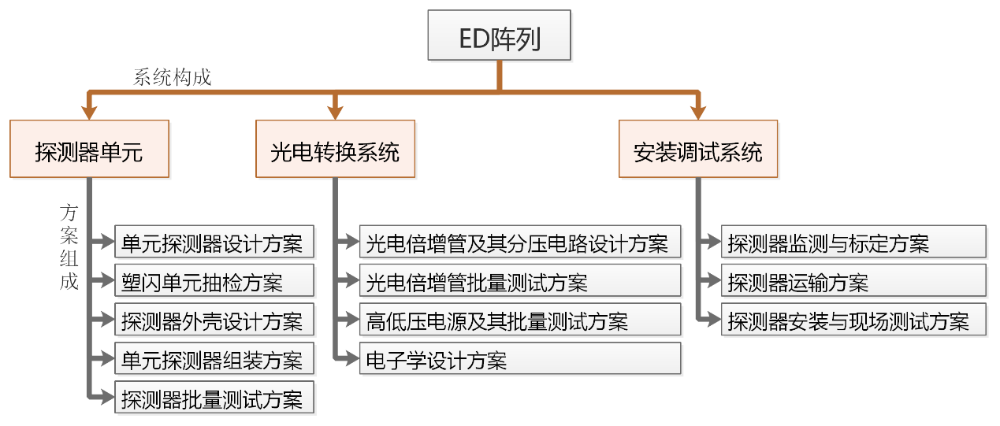 ED阵列
系统构成
探测器单元
光电转换系统
安装调试系统
方案组成
单元探测器设计方案
塑闪单元抽检方案
探测器外壳设计方案
单元探测器组装方案
探测器批量测试方案
光电倍增管及其分压电路设计方案
光电倍增管批量测试方案
高低压电源及其批量测试方案
电子学设计方案
探测器监测与标定方案
探测器运输方案
探测器安装与现场测试方案